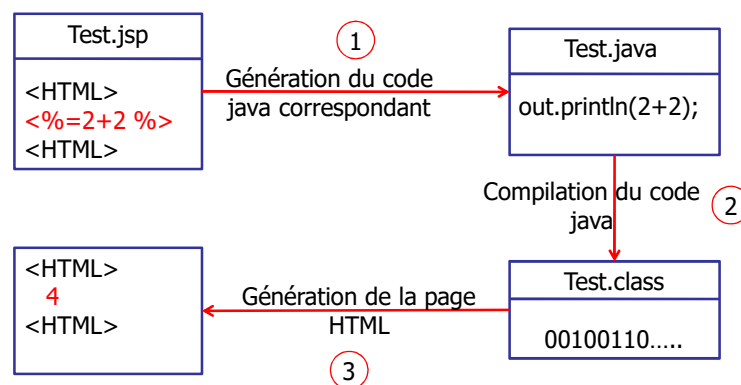 Test.jsp
<HTML>
<%=2+2 %>
<HTML>
1
Génération du code
java correspondant
Test.java
out.println(2+2);
Compilation du code
java
2
Test.class
00100110.....
Génération de la page
HTML
3
<HTML>
4
<HTML>